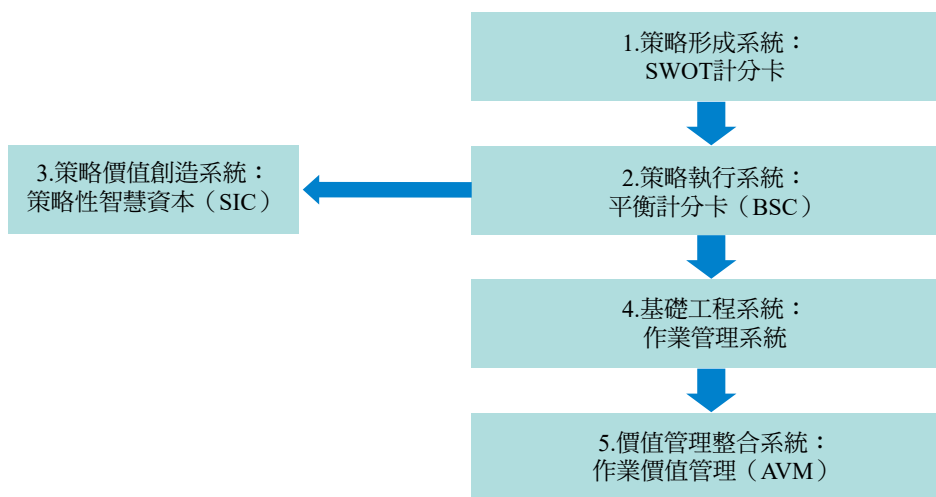 1.策略形成系統：
SWOT計分卡
2.策略執行系統：
平衡計分卡（BSC）
3.策略價值創造系統：
策略性智慧資本（SIC）
4.基礎工程系統：
作業管理系統
5.價值管理整合系統：
作業價值管理（AVM）